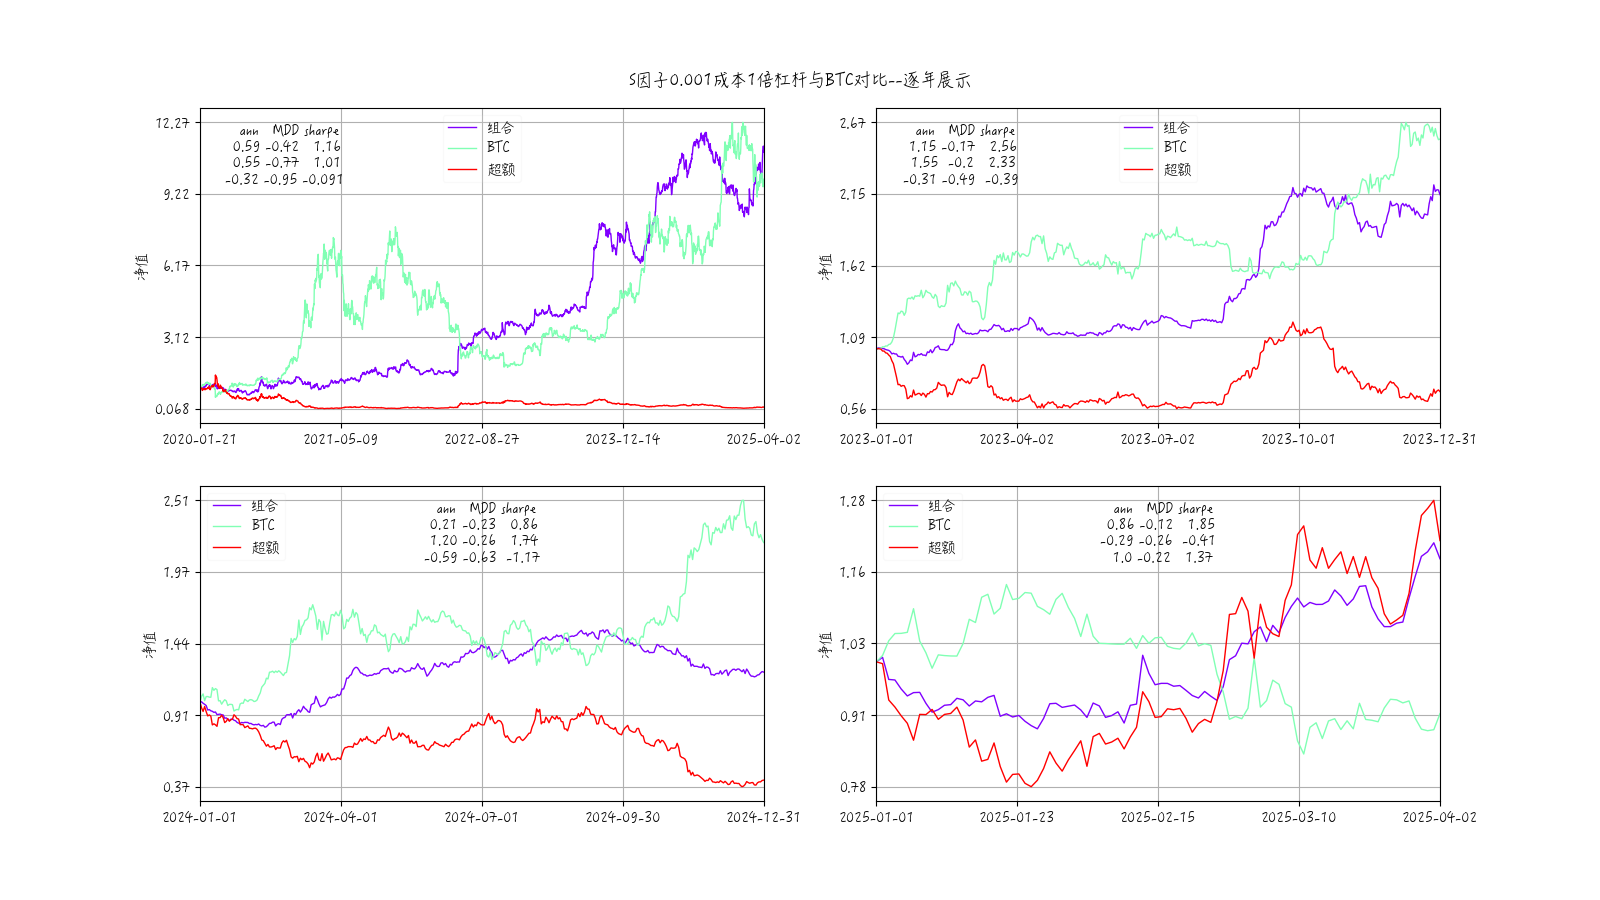 S因子0.001成本1倍杠杆与BTC对比--逐年展示
ann MDD sharpe
0.59 -0.42 1.16
0.55 -0.77 1.01
-0.32 -0.95 -0.091
组合
BTC
超额
净值
12.27
9.22
6.17
3.12
0.068
2020-01-21 2021-05-09 2022-08-27 2023-12-14 2025-04-02
ann MDD sharpe
1.15 -0.17 2.56
1.55 -0.2 2.33
-0.31 -0.49 -0.39
组合
BTC
超额
净值
2.67
2.15
1.62
1.09
0.56
2023-01-01 2023-04-02 2023-07-02 2023-10-01 2023-12-31
组合
BTC
超额
ann MDD sharpe
0.21 -0.23 0.86
1.20 -0.26 1.74
-0.59 -0.63 -1.17
净值
2.51
1.97
1.44
0.91
0.37
2024-01-01 2024-04-01 2024-07-01 2024-09-30 2024-12-31
组合
BTC
超额
ann MDD sharpe
0.86 -0.12 1.85
-0.29 -0.26 -0.41
1.0 -0.22 1.37
净值
1.28
1.16
1.03
0.91
0.78
2025-01-01 2025-01-23 2025-02-15 2025-03-10 2025-04-02